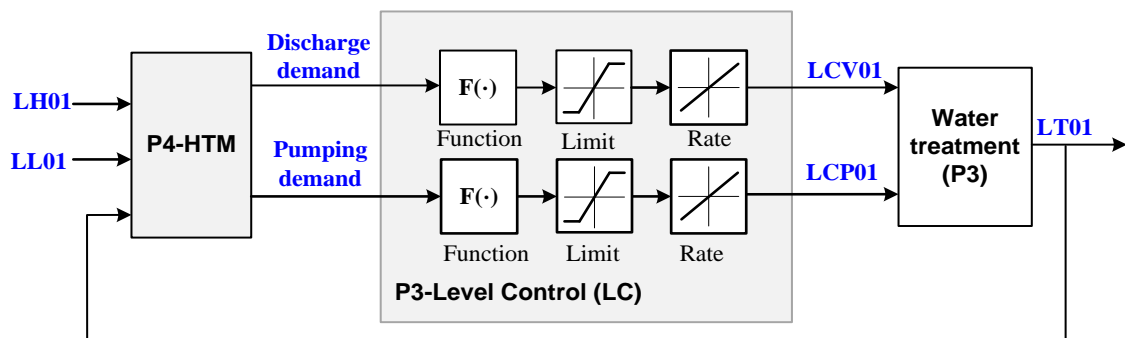 LH01
LL01
P4-HTM
Discharge
demand
Pumping
demand
F(·)
Function
Limit
Rate
F(·)
Function
Limit
Rate
P3-Level Control (LC)
LCV01
LCP01
Water
treatment
(P3)
LT01